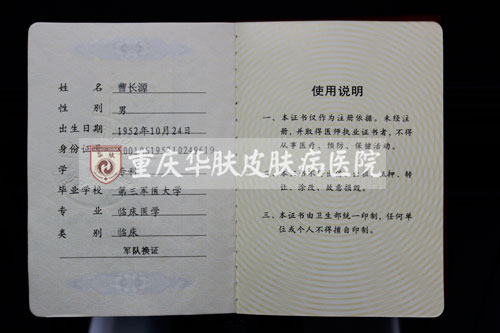 姓 名 曹长源
性 别 男
出生日期 1952年10月24日
身份证
学
毕业学校 第三军医大学
专 业 临床医学
类 别 临床
军队换证
重庆华肤皮肤病医院
使用说明
一、本证书仅作为注册依据。未经注
册,并取得医师执业证书者,不得
从事医疗、预防、保健活动。
押、转
让、涂改、故意损毁。
三、本证书由卫生部统一印制,任何单
位或个人不得擅自印制。